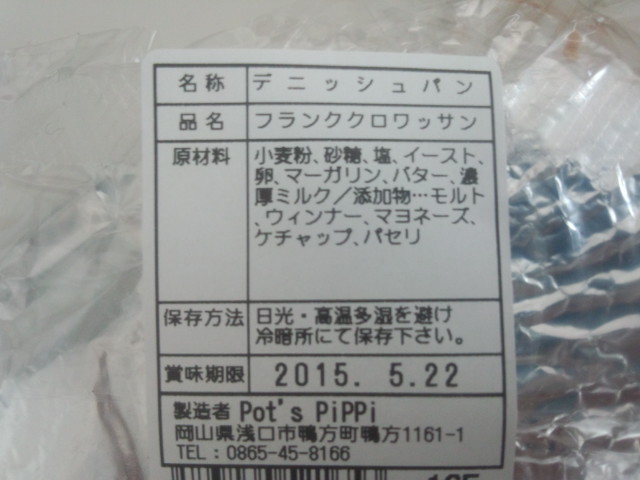 名称 デニッシュパン
品名 フランククロワッサン
原材料 小麦粉、砂糖、塩、イースト、
卵、マーガリン、バター、濃
厚ミルク／添加物…モルト
、ウィンナー、マヨネーズ、
ケチャップ、パセリ
保存方法 日光・高温多湿を避け
冷暗所にて保存下さい。
賞味期限 2015. 5.22
製造者 Pot's PiPPi
岡山県浅口市鴨方町鴨方1161-1
TEL：0865-45-8166